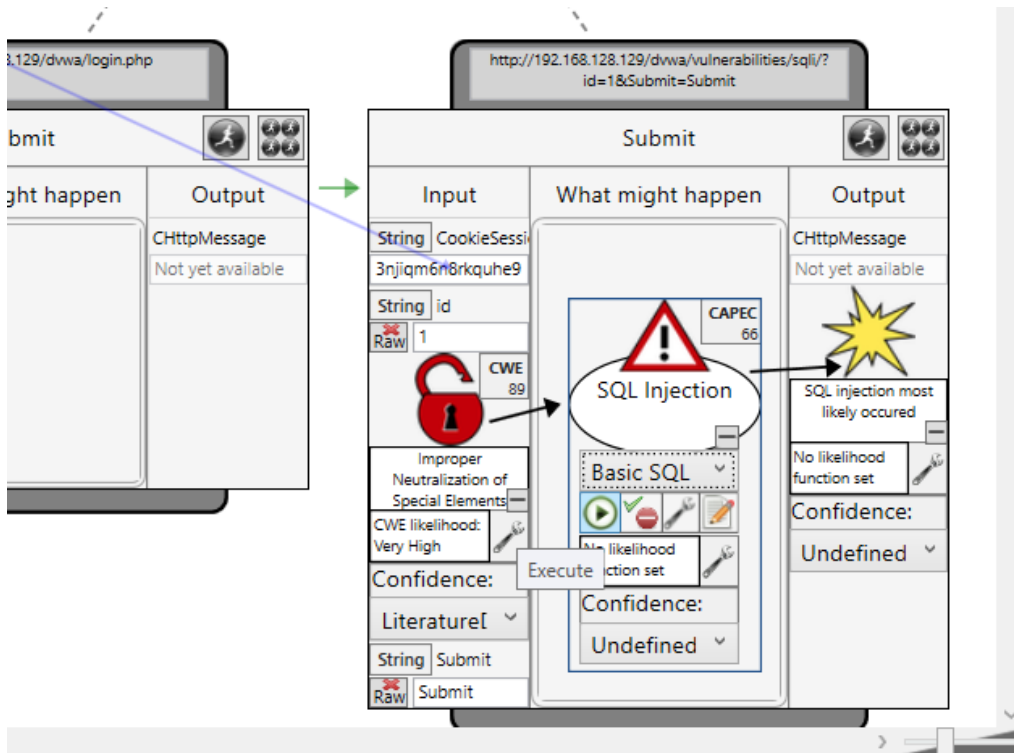 3.129/dvwa/login.php
bmit
ght happen
Output
CHttpMessage
Not yet available
http://192.168.128.129/dvwa/vulnerabilities/sqli/?
id=1&Submit=Submit
Submit
Input
What might happen
Output
String CookieSessi
3njiqm6n8rkquhe9
String id
Raw 1
CWE
89
Improper
Neutralization of
Special Elements
CWE likelihood:
Very High
Confidence:
Literature[
String Submit
Raw Submit
CAPEC
66
SQL Injection
Basic SQL
No likelihood
nction set
Execute
Confidence:
Undefined
CHttpMessage
Not yet available
SQL injection most
likely occured
No likelihood
function set
Confidence:
Undefined